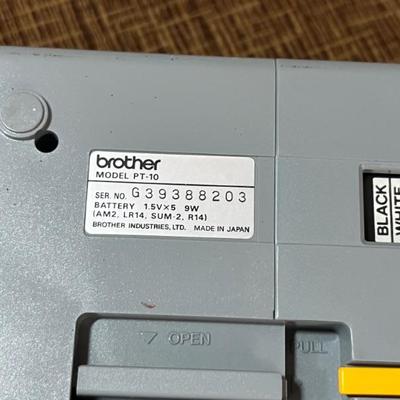 brother
MODEL PT-10
SER. NO. G39388203
BATTERY 1.5V×5 9W
(AM2, LR14, SUM-2, R14)
BROTHER INDUSTRIES, LTD. MADE IN JAPAN
BLACK
WHITE
▽ OPEN
PULL